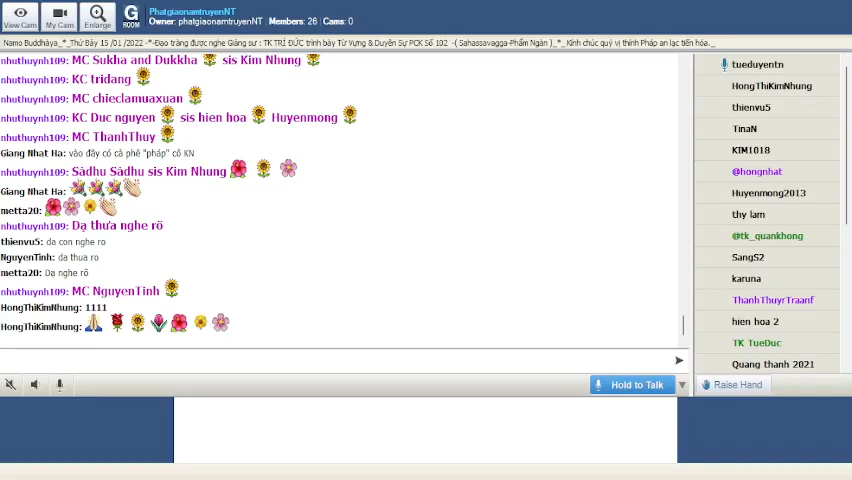 View Cam
My Cam
Enlarge
G
ROOM
PhatgiaonamtruyenNT
Owner: phatgiaonamtruyenNT Members: 26 Cams: 0
Namo Buddhàya_*_Thứ Bảy 15 /01 /2022 -*-Đạo tràng được nghe Giảng sư : TK TRÍ ĐỨC trình bày Từ Vựng & Duyên Sự PCK Số 102 -( Sahassavagga-Phẩm Ngàn )_*_Kính chúc quý vị thính Pháp an lạc tiến hóa._
nhuthuynh109: MC Sukha and Dukkha sis Kim Nhung
nhuthuynh109: KC tridang
nhuthuynh109: MC chieclamuaxuan
nhuthuynh109: KC Duc nguyen sis hien hoa Huyenmong
nhuthuynh109: MC ThanhThuy
Giang Nhat Ha: vào đây có cà phê "pháp" cô KN
nhuthuynh109: Sàdhu Sàdhu sis Kim Nhung
Giang Nhat Ha:
metta20:
nhuthuynh109: Dạ thưa nghe rõ
thienvu5: da con nghe ro
NguyenTinh: da thua ro
metta20: Dạ nghe rõ
nhuthuynh109: MC NguyenTinh
HongThiKimNhung: 1111
HongThiKimNhung:
Hold to Talk
tueduyentn
HongThiKimNhung
thienvu5
TinaN
KIM1018
@hongnhat
Huyenmong2013
thy lam
@tk_quankhong
SangS2
karuna
ThanhThuyrTraanf
hien hoa 2
TK TueDuc
Quang thanh 2021
Raise Hand